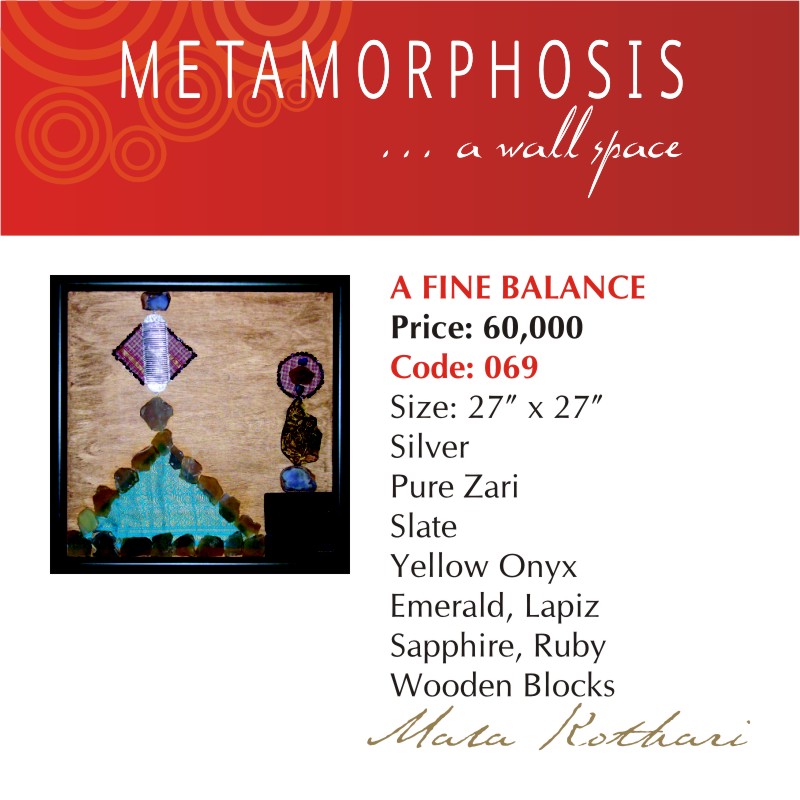 METAMORPHOSIS
... a wall space
A FINE BALANCE
Price: 60,000
Code: 069
Size: 27” x 27”
Silver
Pure Zari
Slate
Yellow Onyx
Emerald, Lapiz
Sapphire, Ruby
Wooden Blocks
Mala Kothari